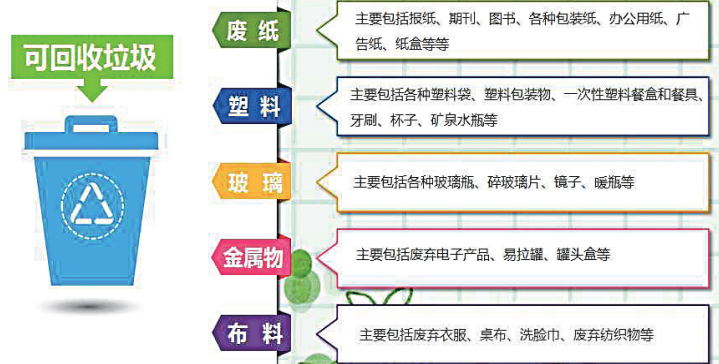 可回收垃圾
废纸
主要包括报纸、期刊、图书、各种包装纸、办公用纸、广
告纸、纸盒等等
塑料
主要包括各种塑料袋、塑料包装物、一次性塑料餐盒和餐具、
牙刷、杯子、矿泉水瓶等
玻璃
主要包括各种玻璃瓶、碎玻璃片、镜子、暖瓶等
金属物
主要包括废弃电子产品、易拉罐、罐头盒等
布料
主要包括废弃衣服、桌布、洗脸巾、废弃纺织物等